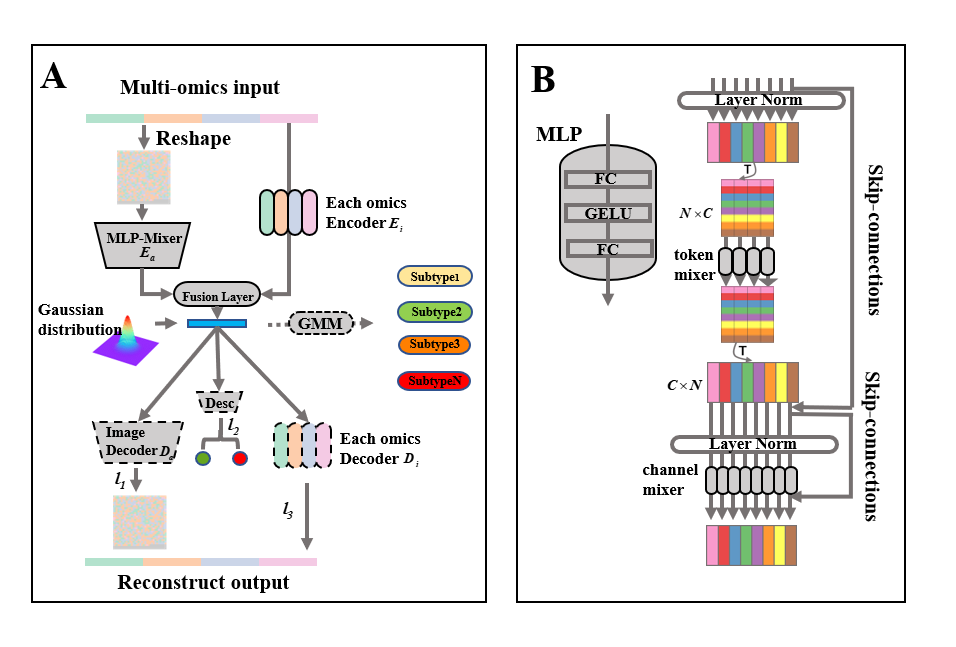 A
Multi-omics input
Reshape
Each omics
Encoder E_i
MLP-Mixer
E_a
Fusion Layer
Gaussian
distribution
GMM
Subtype1
Subtype2
Subtype3
SubtypeN
Desc
l_2
Image
Decoder D_a
Each omics
Decoder D_i
l_1
l_3
Reconstruct output
B
MLP
FC
GELU
FC
Layer Norm
T
N×C
token
mixer
T
C×N
Layer Norm
channel
mixer
Skip-connections
Skip-connections